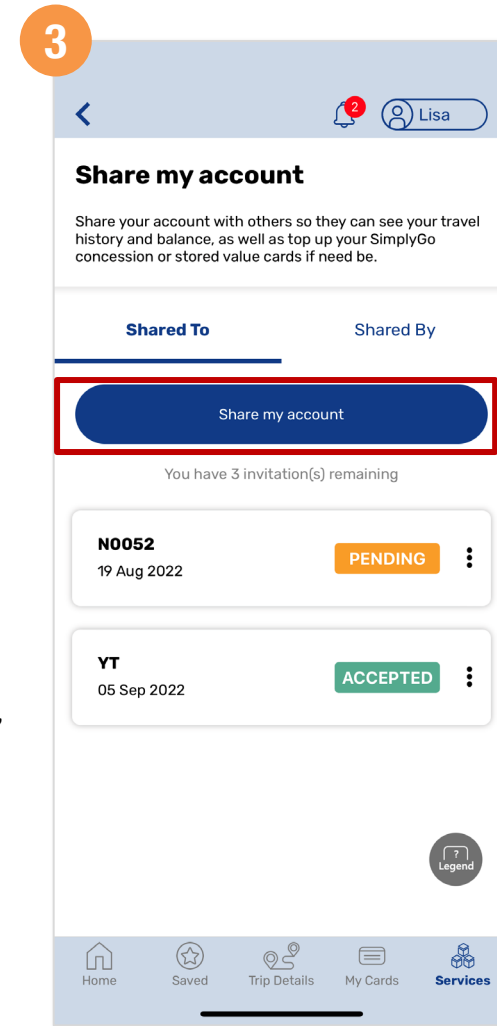 3
2
Lisa
Share my account
Share your account with others so they can see your travel
history and balance, as well as top up your SimplyGo
concession or stored value cards if need be.
Shared To
Shared By
Share my account
You have 3 invitation(s) remaining
N0052
PENDING
19 Aug 2022
YT
ACCEPTED
05 Sep 2022
,
?
Legend
Home
Saved
Trip Details
My Cards
Services